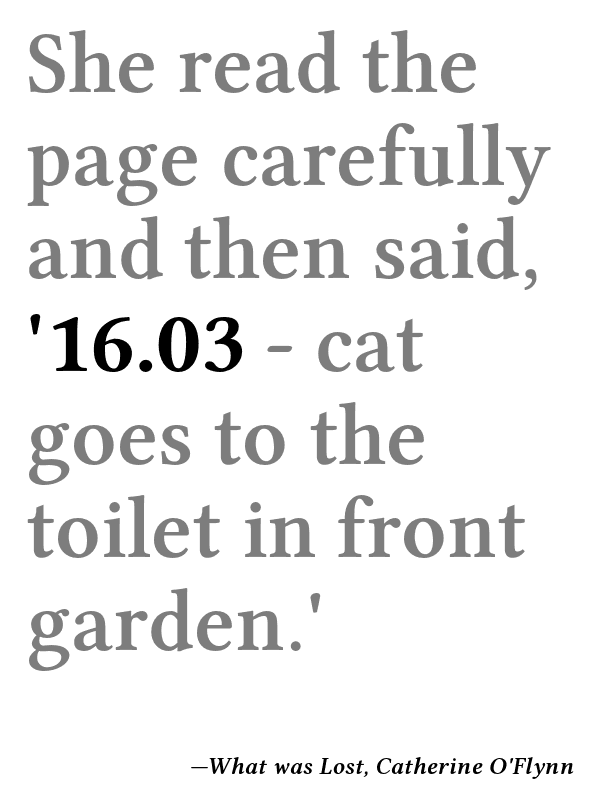 She read the
page carefully
and then said,
'16.03 - cat
goes to the
toilet in front
garden.'
—What was Lost, Catherine O'Flynn